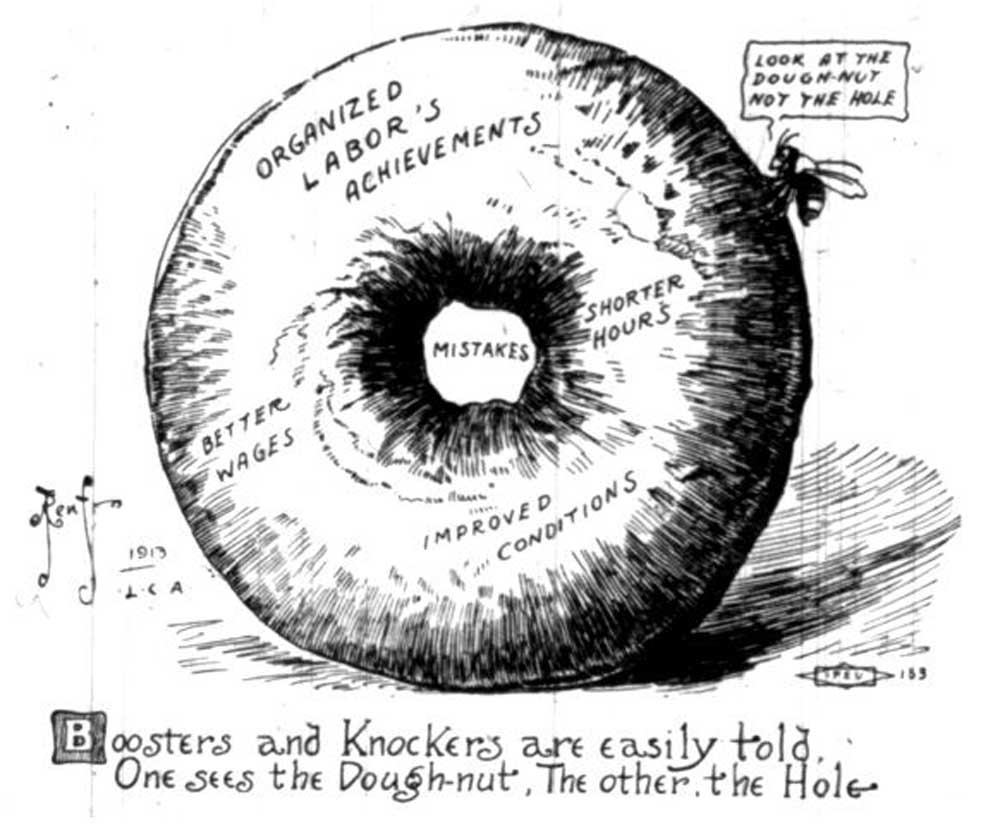 LOOK AT THE
DOUGH-NUT
NOT THE HOLE
ORGANIZED
LABOR'S
ACHIEVEMENTS
SHORTER
HOURS
MISTAKES
BETTER
WAGES
IMPROVED
CONDITIONS
1913
L C A
153
Boosters and Knockers are easily told,
One sees the Dough-nut, The other, the Hole